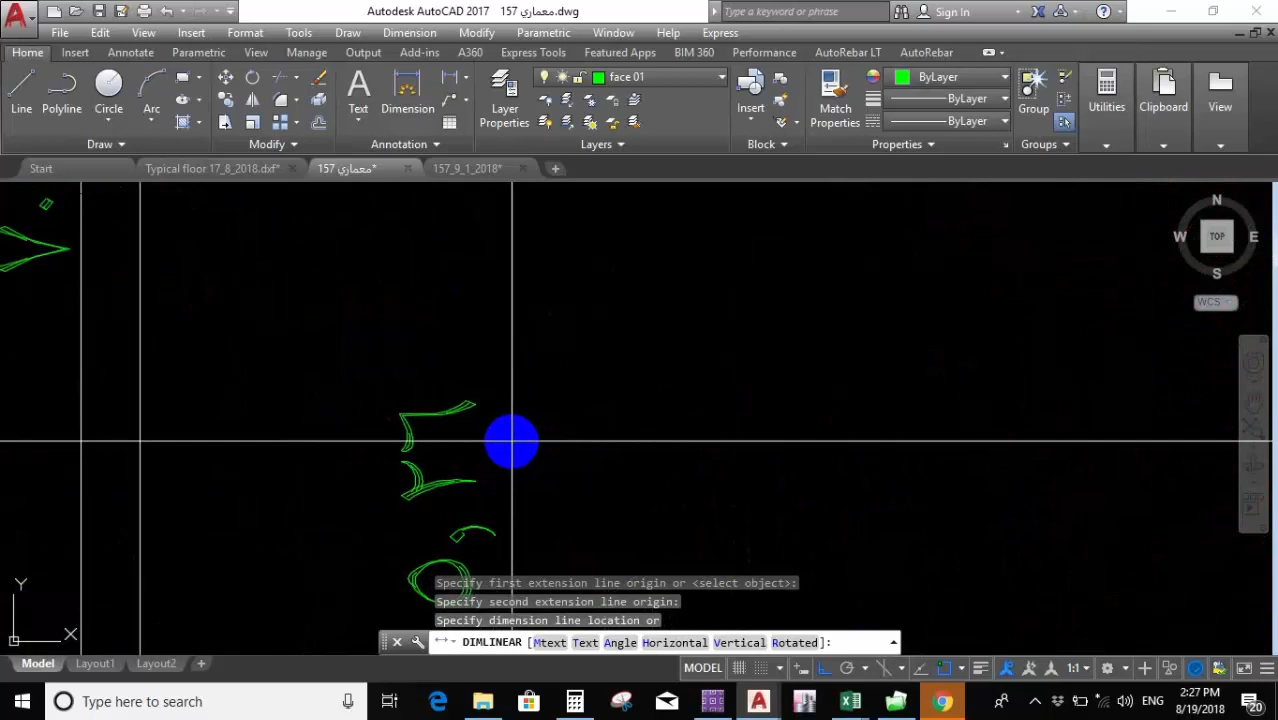 Autodesk AutoCAD 2017 معماري 157.dwg
Type a keyword or phrase
Sign In
File Edit View Insert Format Tools Draw Dimension Modify Parametric Window Help Express
Home Insert Annotate Parametric View Manage Output Add-ins A360 Express Tools Featured Apps BIM 360 Performance AutoRebar LT AutoRebar
face 01
ByLayer
ByLayer
ByLayer
Line Polyline Circle Arc Text Dimension Layer Properties Insert Match Properties Group Utilities Clipboard View
Draw Modify Annotation Layers Block Properties Groups
Start Typical floor 17_8_2018.dxf* معماري 157* 157_9_1_2018*
N
W TOP E
S
WCS
Specify first extension line origin or <select object>:
Specify second extension line origin:
Specify dimension line location or
DIMLINEAR [Mtext Text Angle Horizontal Vertical Rotated]:
Y
X
Model Layout1 Layout2
MODEL 1:1
Type here to search
ENG
2:27 PM
8/19/2018
20